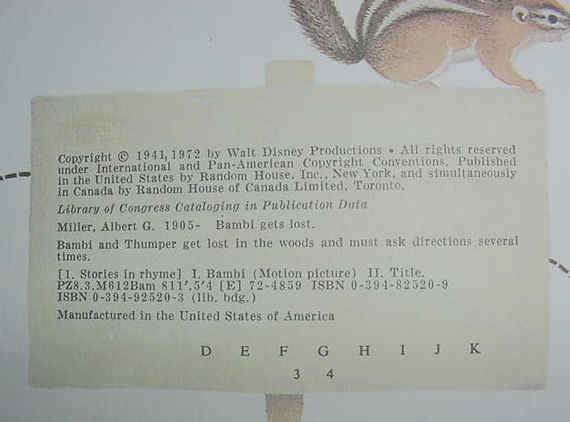 Copyright © 1941, 1972 by Walt Disney Productions • All rights reserved
under International and Pan-American Copyright Conventions. Published
in the United States by Random House, Inc., New York, and simultaneously
in Canada by Random House of Canada Limited, Toronto.
Library of Congress Cataloging in Publication Data
Miller, Albert G. 1905- Bambi gets lost.
Bambi and Thumper get lost in the woods and must ask directions several
times.
[1. Stories in rhyme] I. Bambi (Motion picture) II. Title.
PZ8.3.M612Bam 811'.5'4 [E] 72-4859 ISBN 0-394-82520-9
ISBN 0-394-92520-3 (lib. bdg.)
Manufactured in the United States of America
D E F G H I J K
3 4